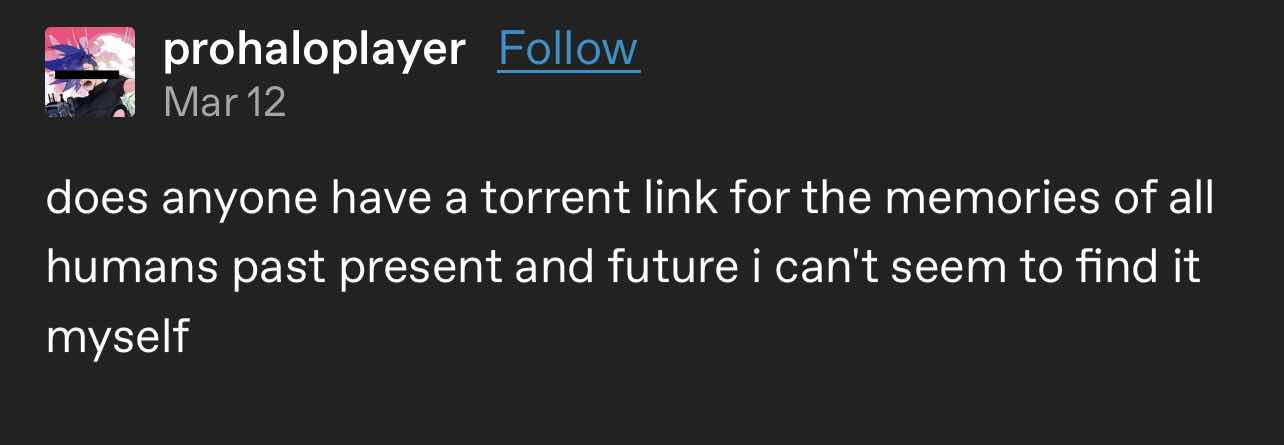 prohaloplayer Follow
Mar 12
does anyone have a torrent link for the memories of all
humans past present and future i can't seem to find it
myself